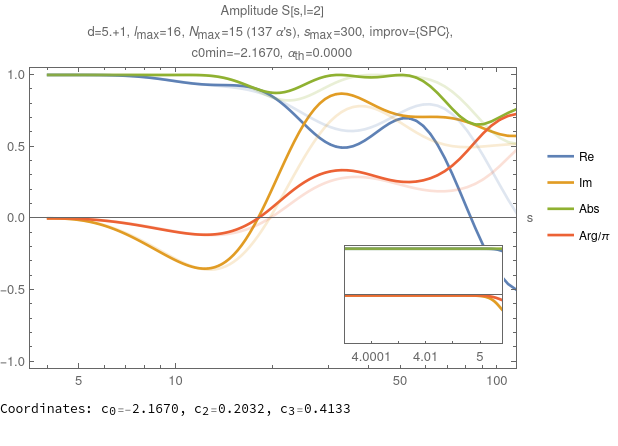 Amplitude S[s,l=2]
d=5.+1, lmax=16, Nmax=15 (137 α's), smax=300, improv={SPC},
c0min=-2.1670, αth=0.0000
1.0
0.5
0.0
-0.5
-1.0
s
Re
Im
Abs
Arg/π
4.0001 4.01 5
5 10 50 100
Coordinates: c0=-2.1670, c2=0.2032, c3=0.4133